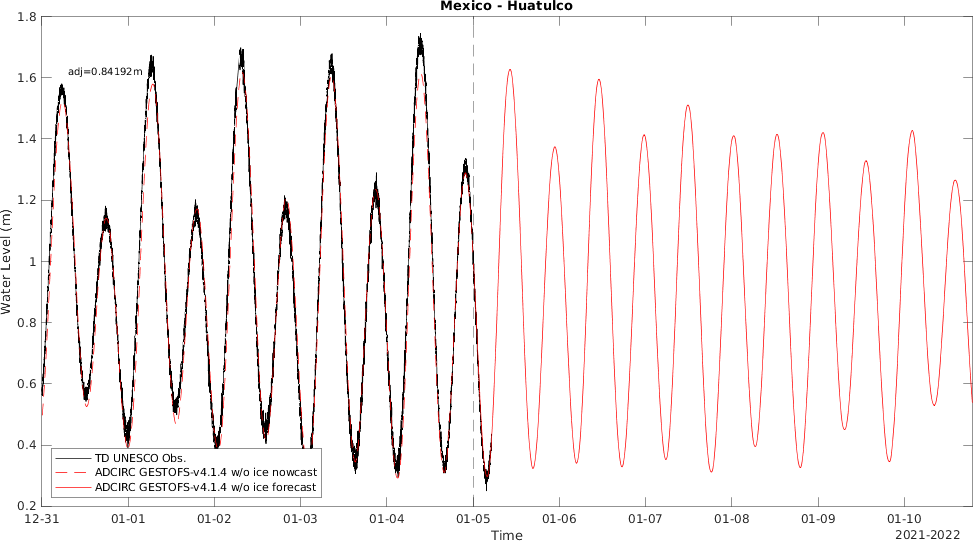 Mexico - Huatulco
1.8
1.6
1.4
1.2
1
0.8
0.6
0.4
0.2
Water Level (m)
adj=0.84192m
TD UNESCO Obs.
ADCIRC GESTOFS-v4.1.4 w/o ice nowcast
ADCIRC GESTOFS-v4.1.4 w/o ice forecast
12-31 01-01 01-02 01-03 01-04 01-05 01-06 01-07 01-08 01-09 01-10
Time
2021-2022